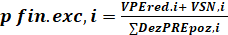 p fin.exc,i = VPEred.i+ VSN,i / ∑DezPREpoz,i